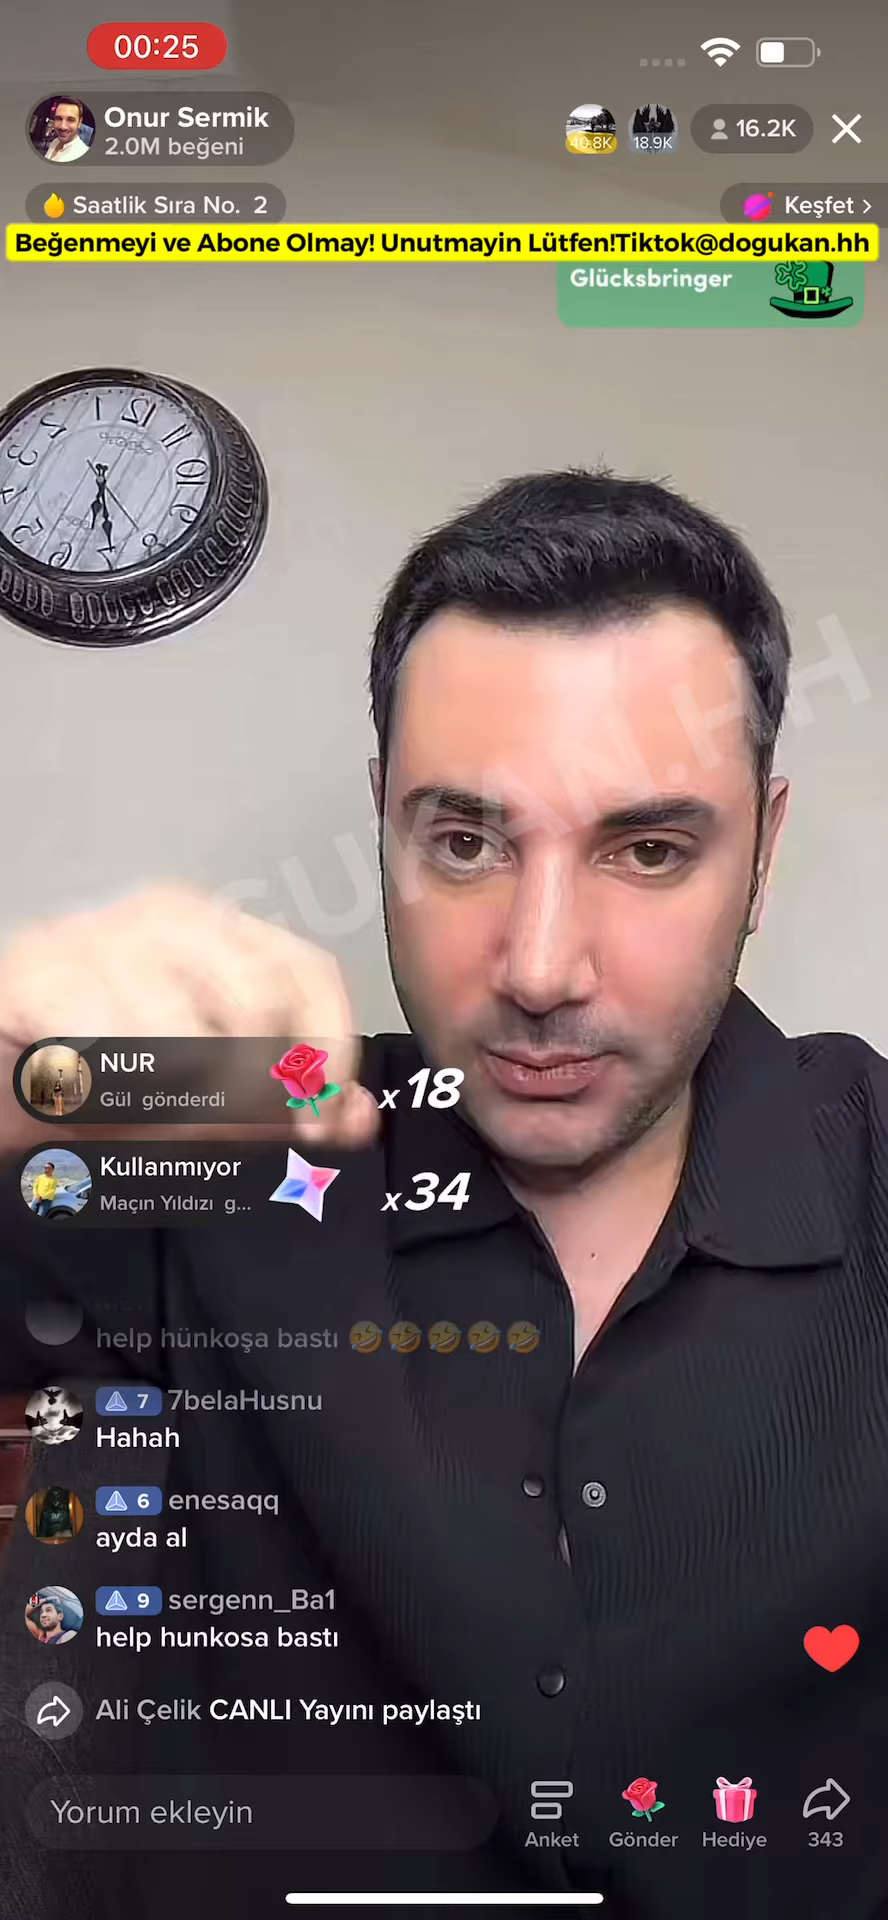 00:25
Onur Sermik
2.0M beğeni
40.8K
18.9K
16.2K
Saatlik Sıra No. 2
Keşfet >
Beğenmeyi ve Abone Olmay! Unutmayin Lütfen!Tiktok@dogukan.hh
Glücksbringer
NUR
Gül gönderdi
x18
Kullanmıyor
Maçın Yıldızı g...
x34
help hünkoşa bastı 🤣🤣🤣🤣🤣
7 7belaHusnu
Hahah
6 enesaqq
ayda al
9 sergenn_Ba1
help hunkosa bastı
Ali Çelik CANLI Yayını paylaştı
Yorum ekleyin
Anket
Gönder
Hediye
343